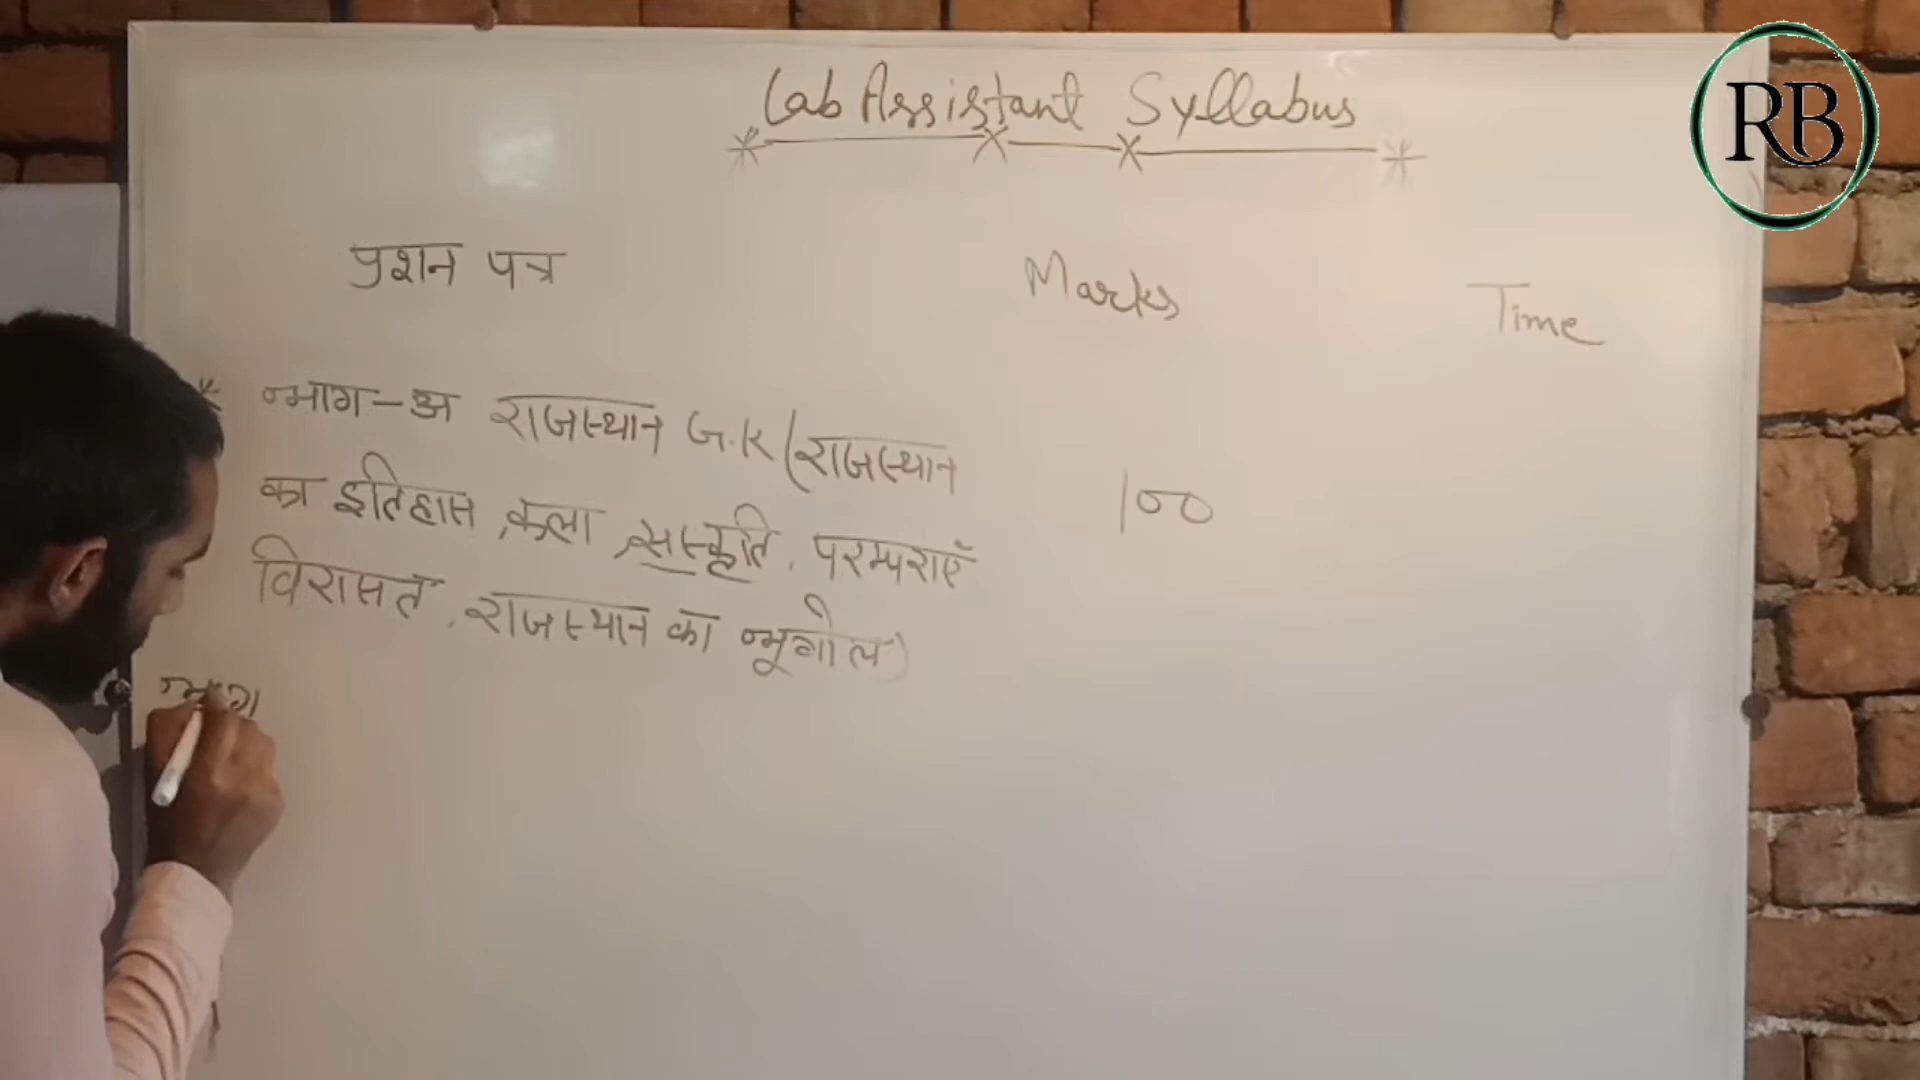 Lab Assistant Syllabus
RB
प्रशन पत्र Marks Time
* भाग-अ राजस्थान G.K (राजस्थान
का इतिहास, कला, संस्कृति, परम्पराएँ 100
विरासत, राजस्थान का भूगोल)
भाग